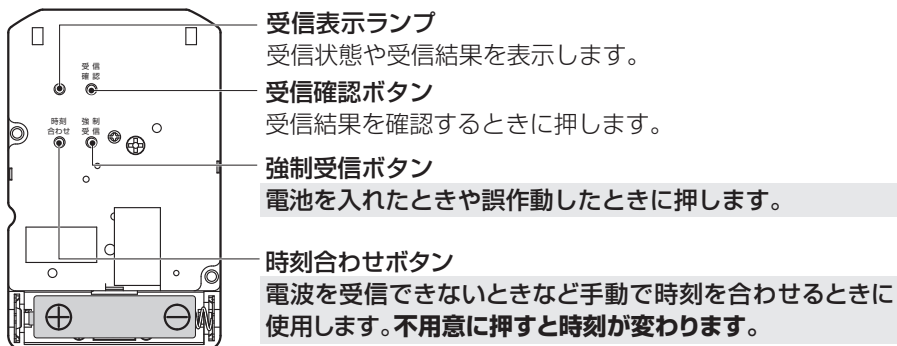 受信表示ランプ
受信状態や受信結果を表示します。
受信
確認
受信確認ボタン
受信結果を確認するときに押します。
時刻
合わせ
強制
受信
強制受信ボタン
電池を入れたときや誤作動したときに押します。
時刻合わせボタン
電波を受信できないときなど手動で時刻を合わせるときに
使用します。不用意に押すと時刻が変わります。
⊕ ⊖